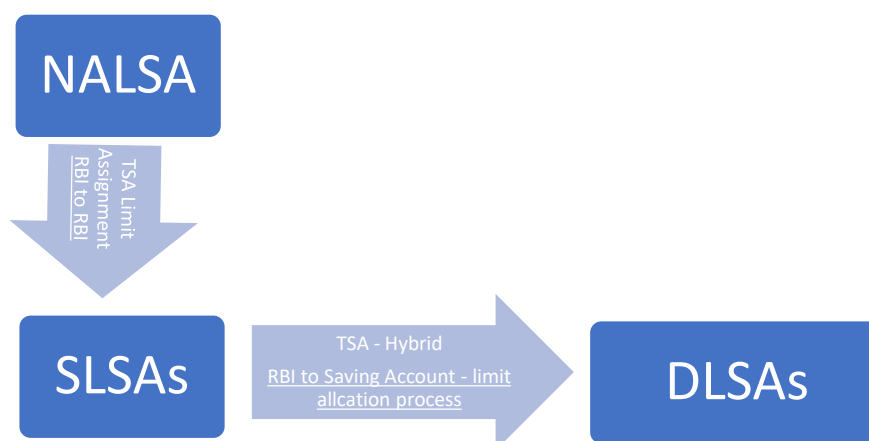 NALSA
TSA Limit
Assignment
RBI to RBI
SLSAs
TSA - Hybrid
RBI to Saving Account - limit
allcation process
DLSAs